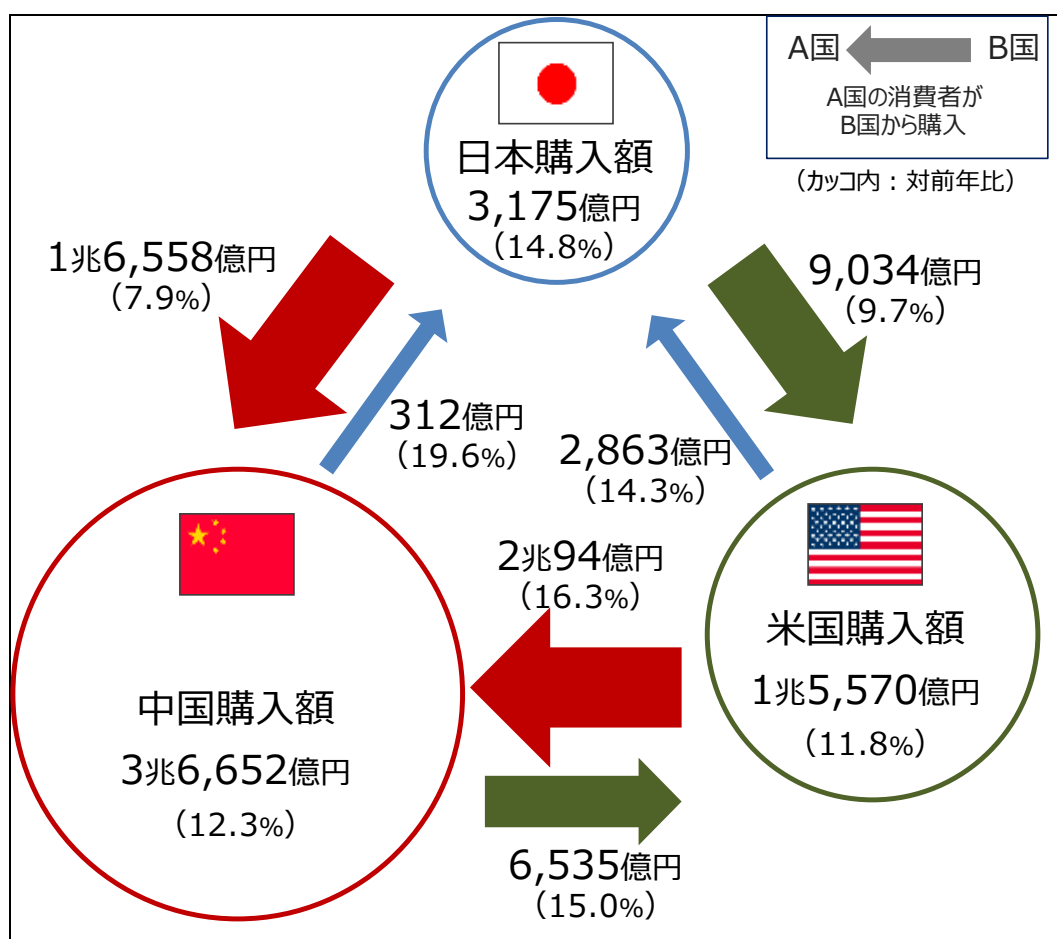 A国
B国
A国の消費者が
B国から購入
（カッコ内：対前年比）
日本購入額
3,175億円
（14.8%）
1兆6,558億円
（7.9%）
9,034億円
（9.7%）
312億円
（19.6%）
2,863億円
（14.3%）
2兆94億円
（16.3%）
米国購入額
1兆5,570億円
（11.8%）
中国購入額
3兆6,652億円
（12.3%）
6,535億円
（15.0%）